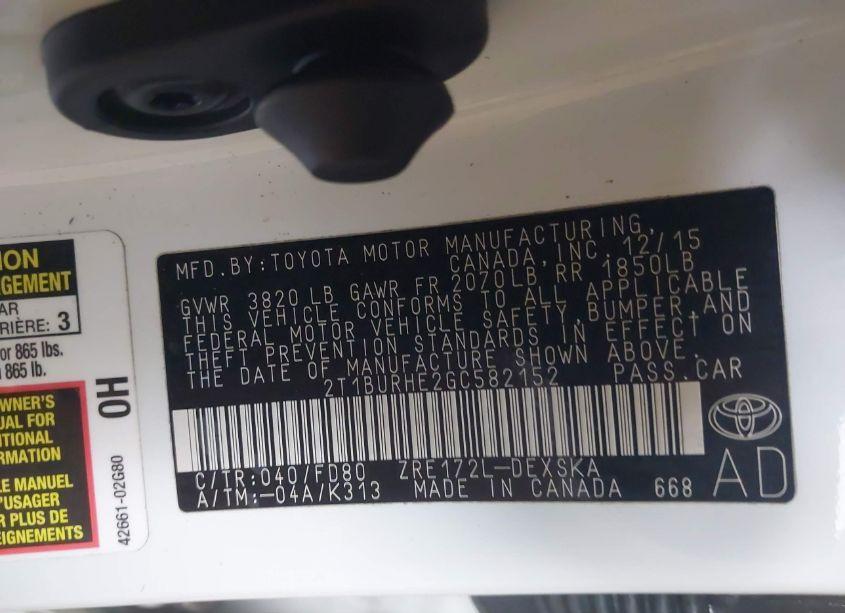 MFD.BY:TOYOTA MOTOR MANUFACTURING,
CANADA, INC. 12/15
GVWR 3820 LB GAWR FR 2070LB RR 1850LB
THIS VEHICLE CONFORMS TO ALL APPLICABLE
FEDERAL MOTOR VEHICLE SAFETY, BUMPER,AND
THEFT PREVENTION STANDARDS IN EFFECT ON
THE DATE OF MANUFACTURE SHOWN ABOVE.
2T1BURHE2GC582152 PASS.CAR
C/TR:040/FD80 ZRE172L-DEXSKA
A/TM:-04A/K313 MADE IN CANADA 668
AD
ION
GEMENT
AR
RIÈRE: 3
or 865 lbs.
865 lb.
OWNER'S
UAL FOR
ITIONAL
RMATION
LE MANUEL
'USAGER
R PLUS DE
EIGNEMENTS
OH
42661-02G80